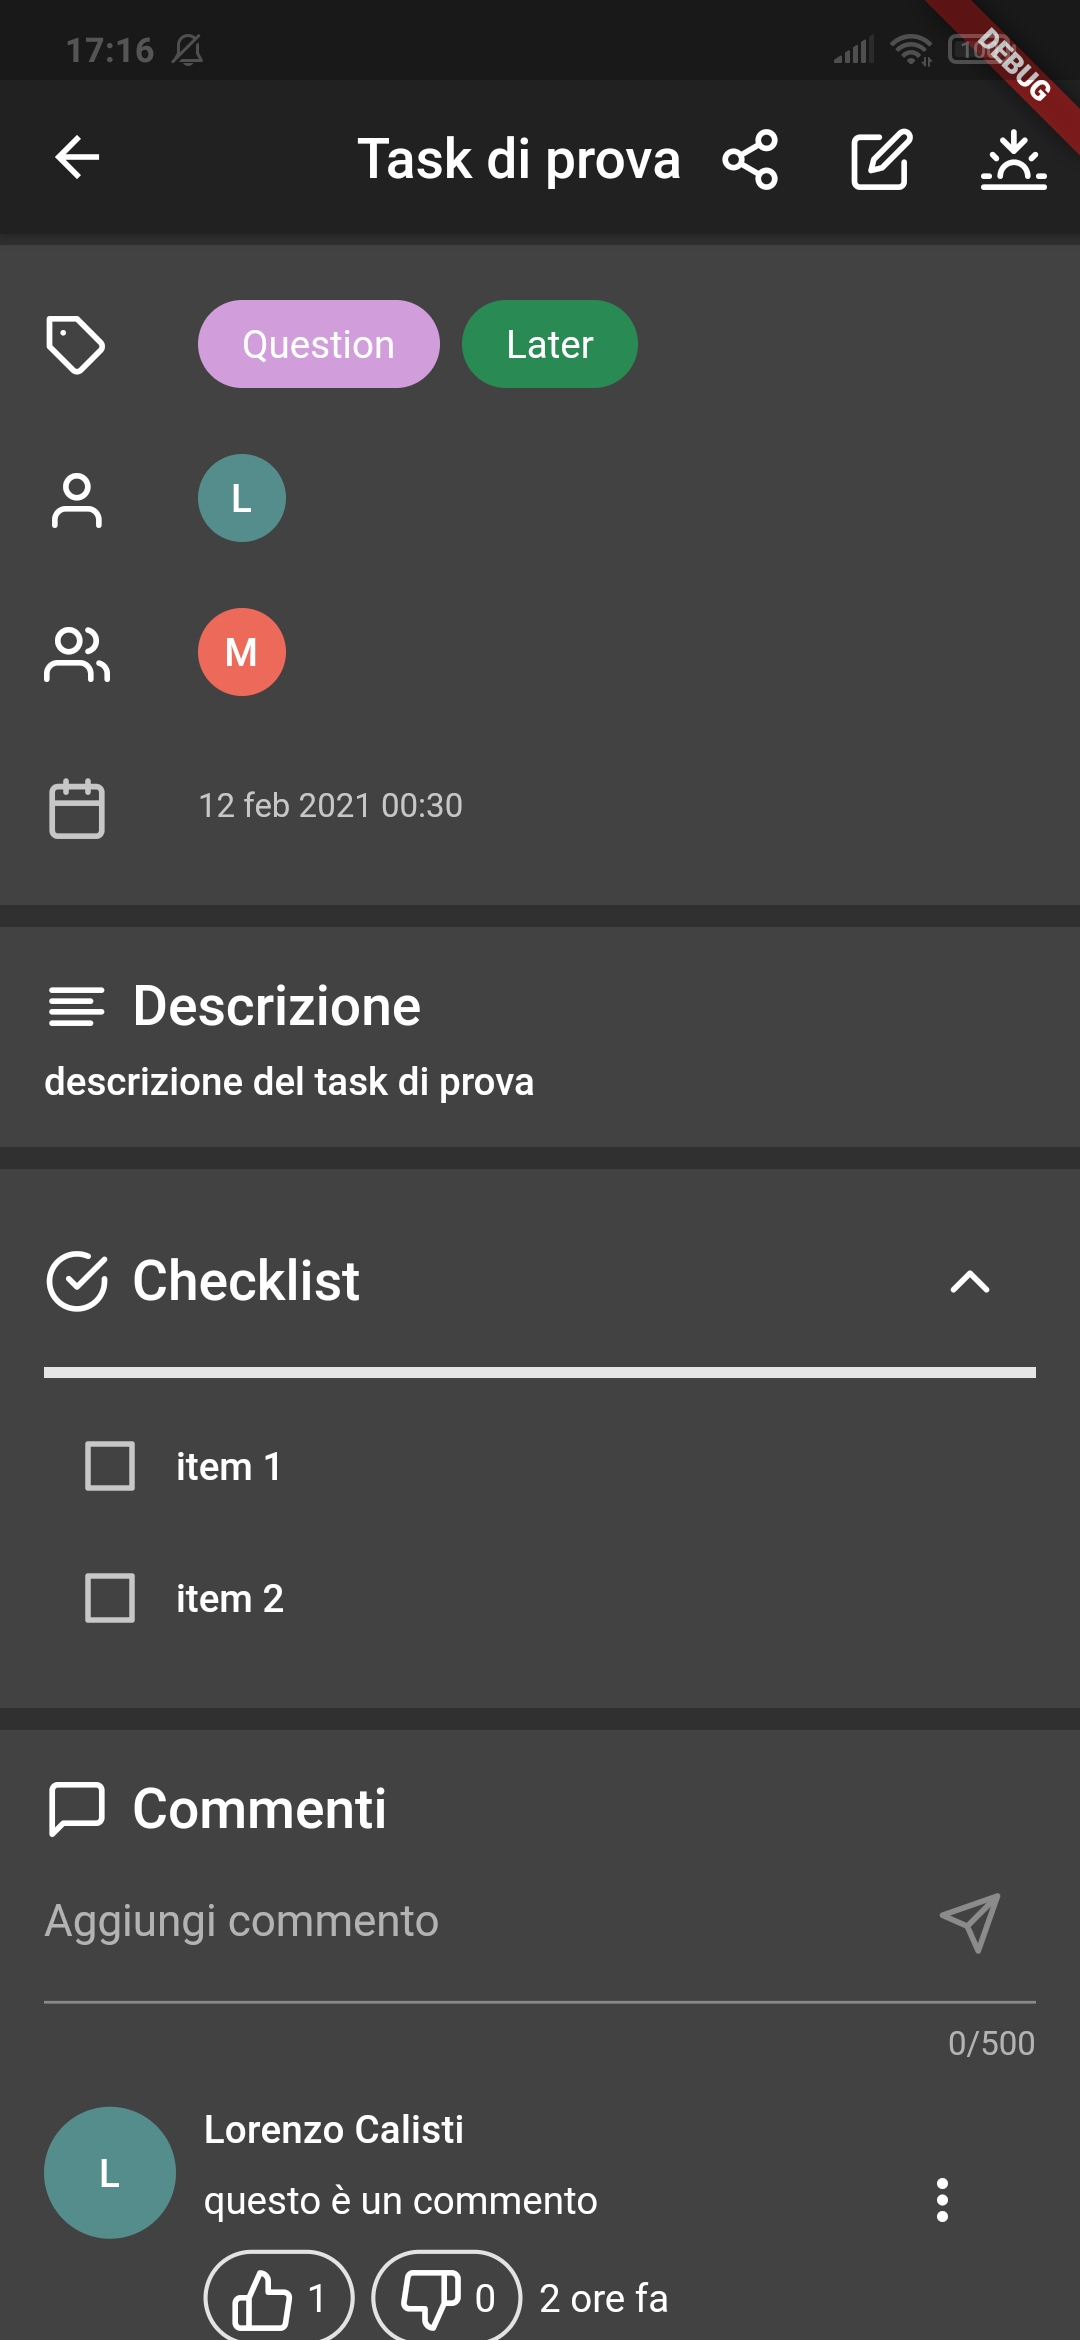 17:16
DEBUG
Task di prova
Question Later
L
M
12 feb 2021 00:30
Descrizione
descrizione del task di prova
Checklist
item 1
item 2
Commenti
Aggiungi commento
0/500
Lorenzo Calisti
L
questo è un commento
1 0 2 ore fa